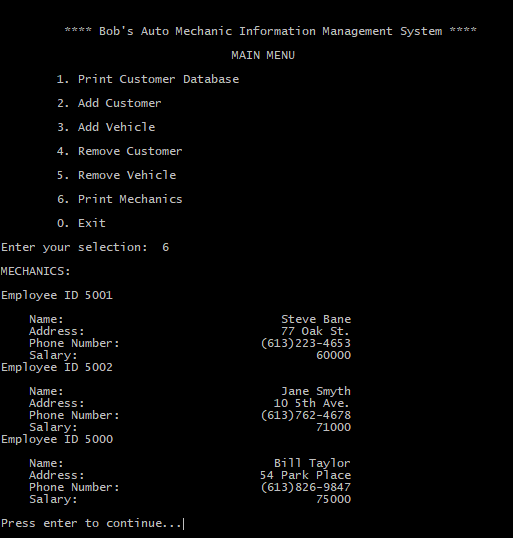 **** Bob's Auto Mechanic Information Management System ****
MAIN MENU
1. Print Customer Database
2. Add Customer
3. Add Vehicle
4. Remove Customer
5. Remove Vehicle
6. Print Mechanics
0. Exit
Enter your selection:  6
MECHANICS:
Employee ID 5001
Name: Steve Bane
Address: 77 Oak St.
Phone Number: (613)223-4653
Salary: 60000
Employee ID 5002
Name: Jane Smyth
Address: 10 5th Ave.
Phone Number: (613)762-4678
Salary: 71000
Employee ID 5000
Name: Bill Taylor
Address: 54 Park Place
Phone Number: (613)826-9847
Salary: 75000
Press enter to continue...